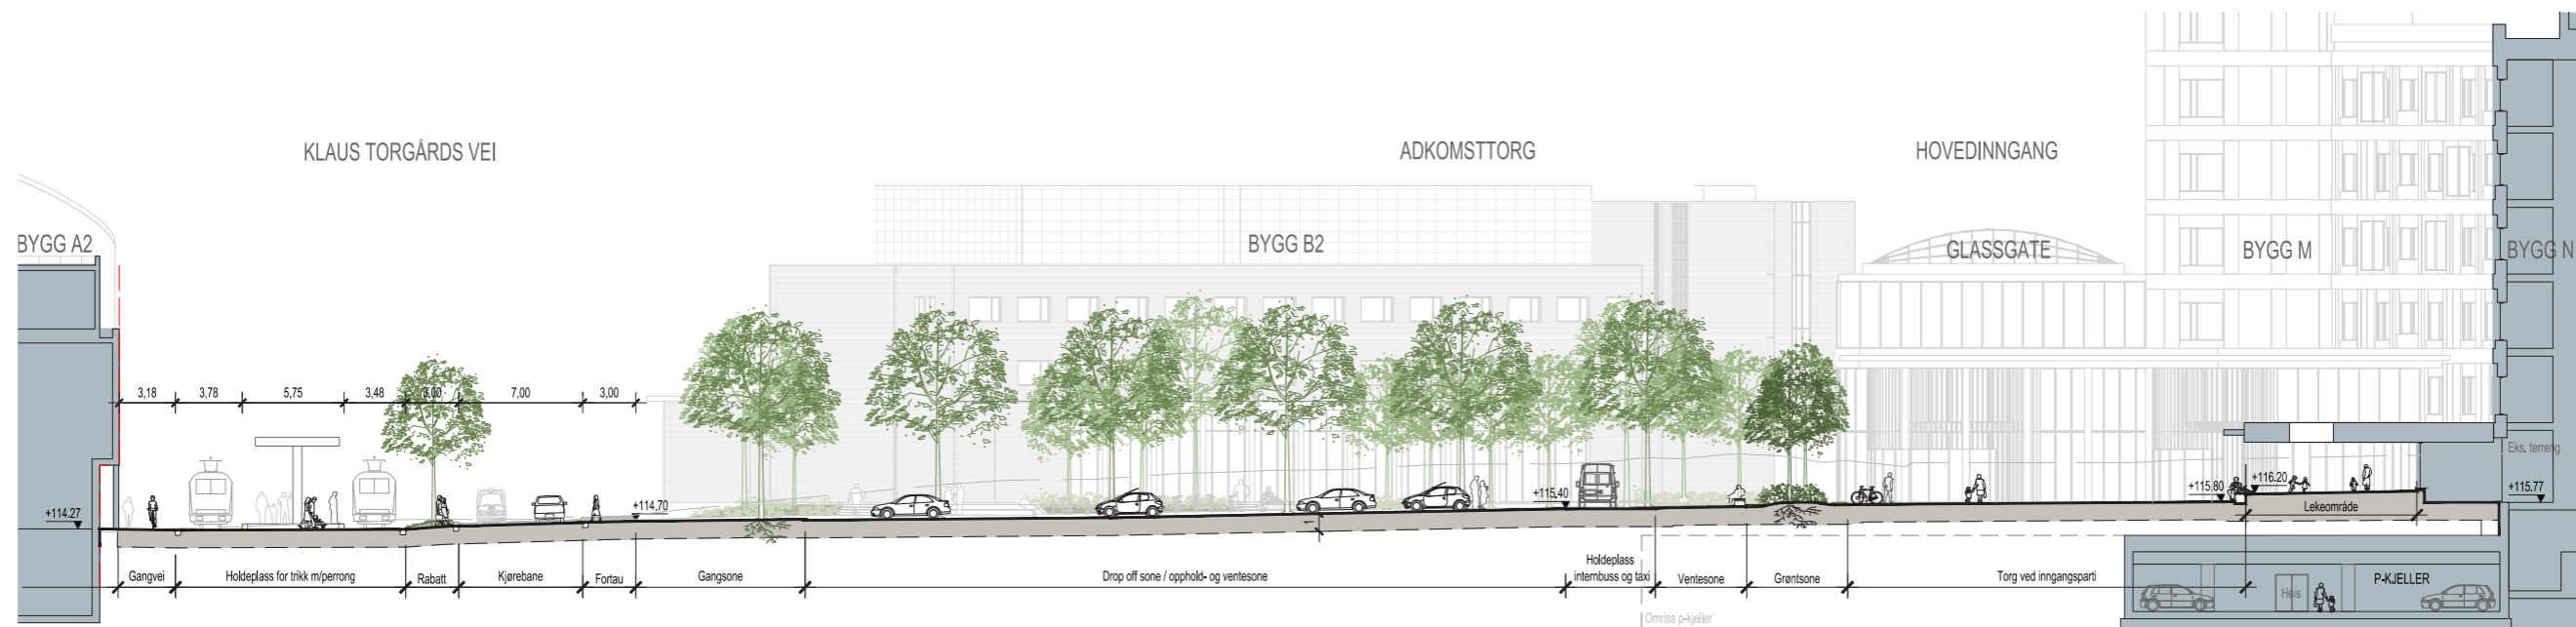 KLAUS TORGÅRDS VEI
ADKOMSTTORG
HOVEDINNGANG
BYGG A2
BYGG B2
GLASSGATE
BYGG M
BYGG N
3,18
3,78
5,75
3,48
3,00
7,00
3,00
Eks. terreng
+114.27
+114.70
+115.40
+115.80
+116.20
+115.77
Lekeområde
1
Gangvei
Holdeplass for trikk m/perrong
Rabatt
Kjørebane
Fortau
Gangsone
Drop off sone / opphold- og ventesone
Holdeplass
internbuss og taxi
Ventesone
Grøntsone
Torg ved inngangsparti
P-KJELLER
Heis
Omriss p-kjeller